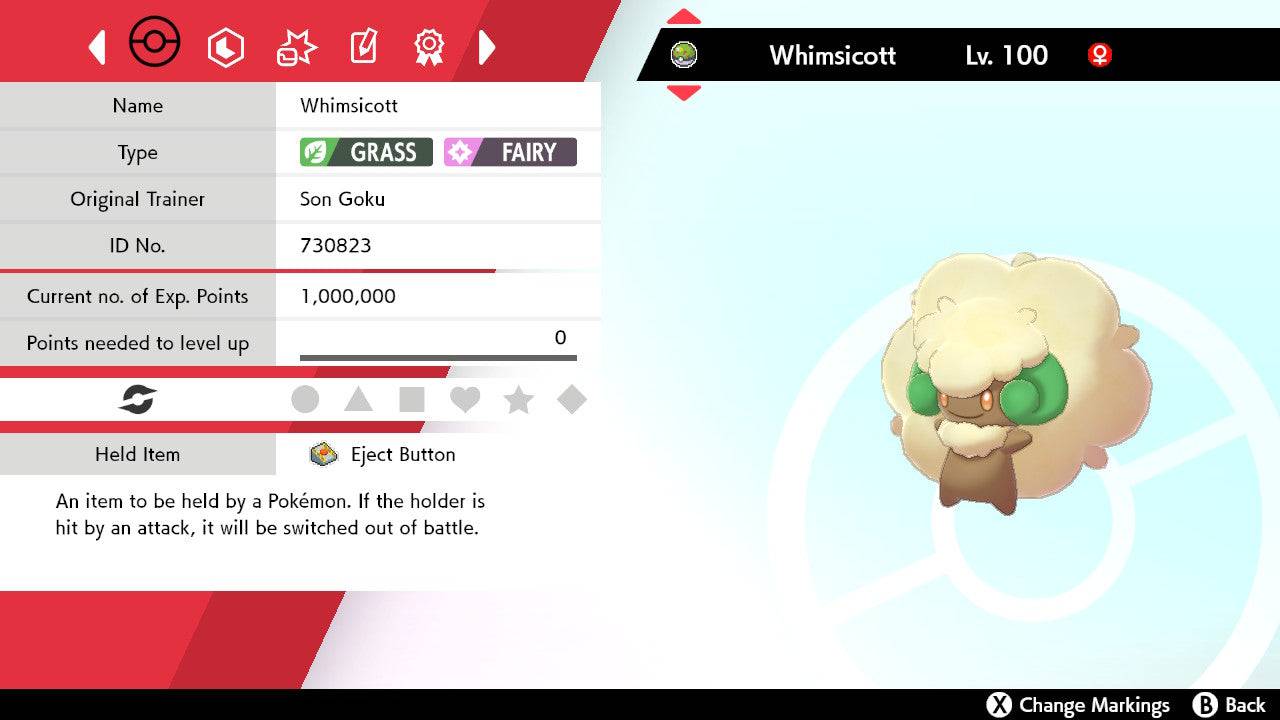 Whimsicott Lv. 100
Name Whimsicott
Type GRASS FAIRY
Original Trainer Son Goku
ID No. 730823
Current no. of Exp. Points 1,000,000
Points needed to level up 0
Held Item Eject Button
An item to be held by a Pokémon. If the holder is
hit by an attack, it will be switched out of battle.
X Change Markings B Back